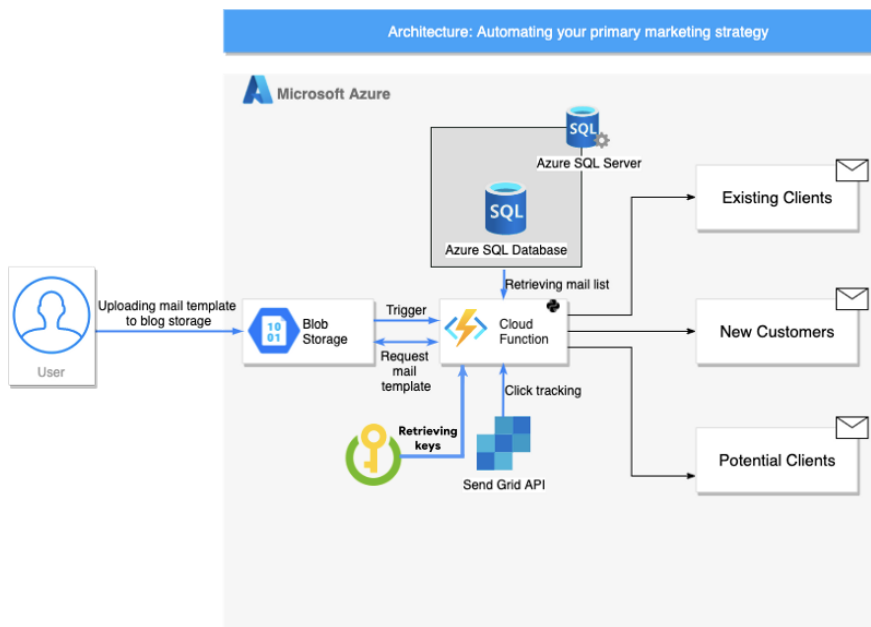 Architecture: Automating your primary marketing strategy
Microsoft Azure
SQL
Azure SQL Server
SQL
Azure SQL Database
Existing Clients
Retrieving mail list
Uploading mail template
to blog storage
User
10
01
Blob
Storage
Trigger
Request
mail
template
Cloud
Function
New Customers
Click tracking
Retrieving
keys
Send Grid API
Potential Clients